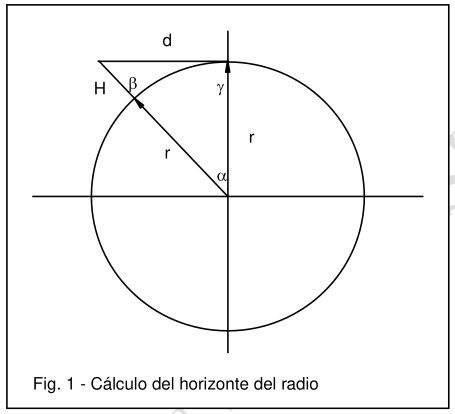 d
H β
γ
r r
α
Fig. 1 - Cálculo del horizonte del radio